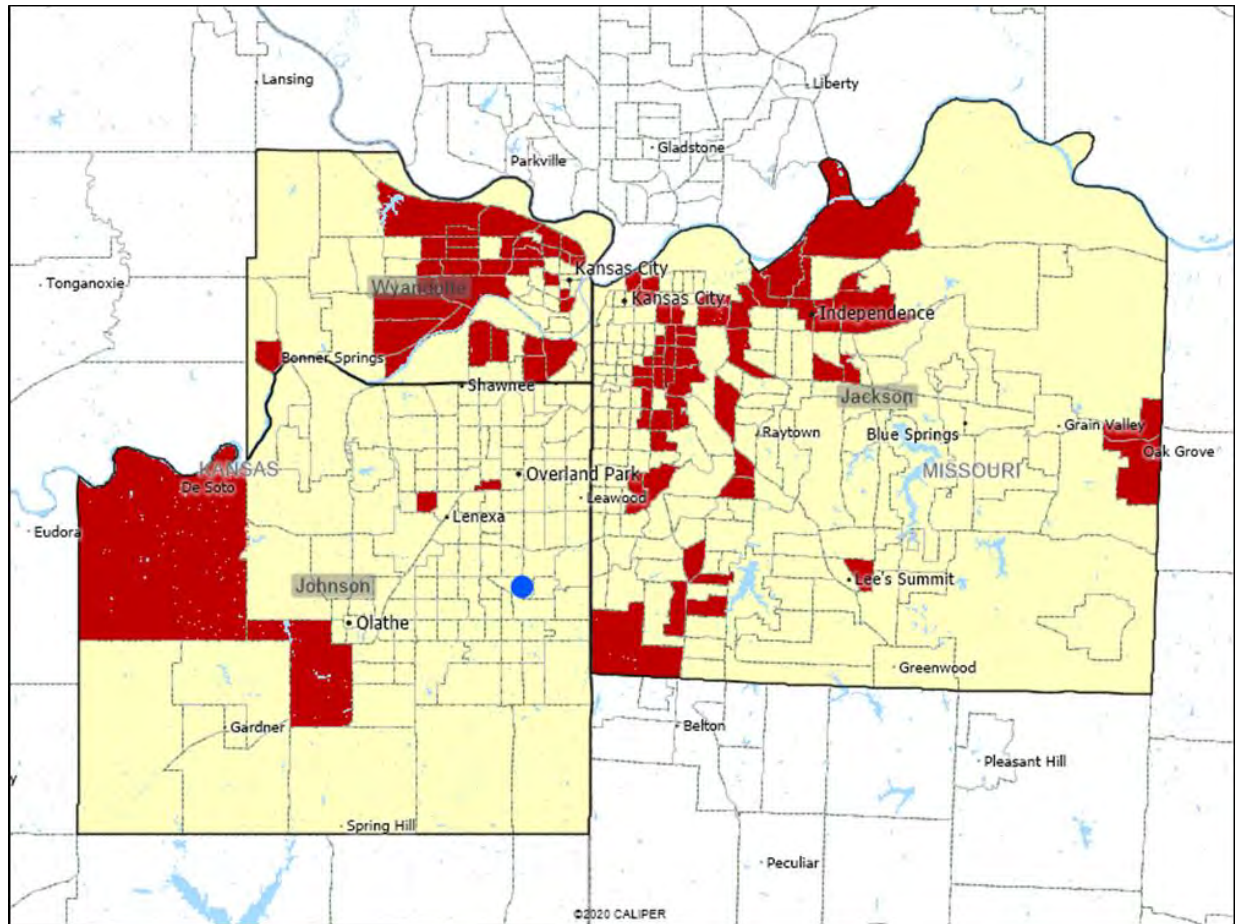 Lansing
Liberty
Gladstone
Parkville
Tonganoxie
Kansas City
Wyandotte
Kansas City
Independence
Bonner Springs
Shawnee
Jackson
Raytown
Blue Springs
Grain Valley
Oak Grove
KANSAS
MISSOURI
De Soto
Overland Park
Leawood
Lenexa
Eudora
Johnson
Lee's Summit
Olathe
Greenwood
Gardner
Belton
Pleasant Hill
y
Spring Hill
Peculiar
©2020 CALIPER